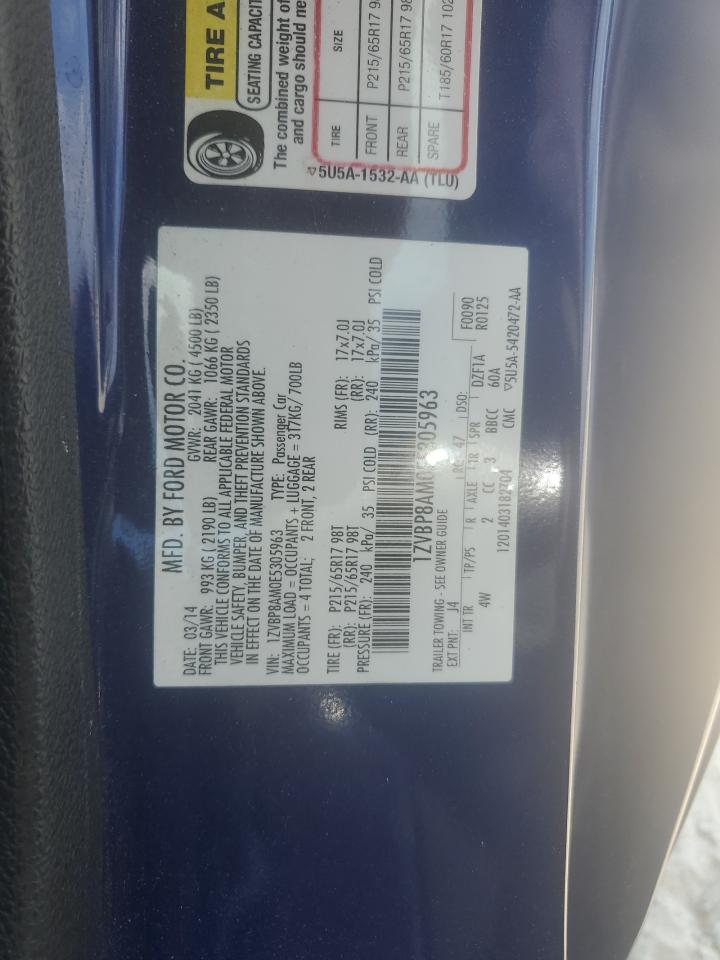 TIRE A
SEATING CAPACIT
The combined weight of
and cargo should ne
TIRE SIZE
FRONT P215/65R17 9
REAR P215/65R17 98
SPARE T185/60R17 102
5U5A-1532-AA (TLU)
MFD. BY FORD MOTOR CO.
DATE: 03/14 GVWR: 2041 KG ( 4500 LB)
FRONT GAWR: 993 KG ( 2190 LB) REAR GAWR: 1066 KG ( 2350 LB)
THIS VEHICLE CONFORMS TO ALL APPLICABLE FEDERAL MOTOR
VEHICLE SAFETY, BUMPER, AND THEFT PREVENTION STANDARDS
IN EFFECT ON THE DATE OF MANUFACTURE SHOWN ABOVE.
VIN: 1ZVBP8AM0E5305963 TYPE: Passenger Car
MAXIMUM LOAD = OCCUPANTS + LUGGAGE = 317KG/ 700LB
OCCUPANTS = 4 TOTAL; 2 FRONT, 2 REAR
TIRE (FR): P215/65R17 98T RIMS (FR): 17x7.0J
(RR): P215/65R17 98T (RR): 17x7.0J
PRESSURE (FR): 240 kPa/ 35 PSI COLD (RR): 240 kPa/ 35 PSI COLD
1ZVBP8AM0E5305963
TRAILER TOWING - SEE OWNER GUIDE F0090
EXT PNT: J4 RC: 47 DSO: R0125
INT TR TP/PS R AXLE TR SPR DZF1A
4W 2 CC 3 BBCC 60A
1201403182704 CMC ▽5U5A-5420472-AA